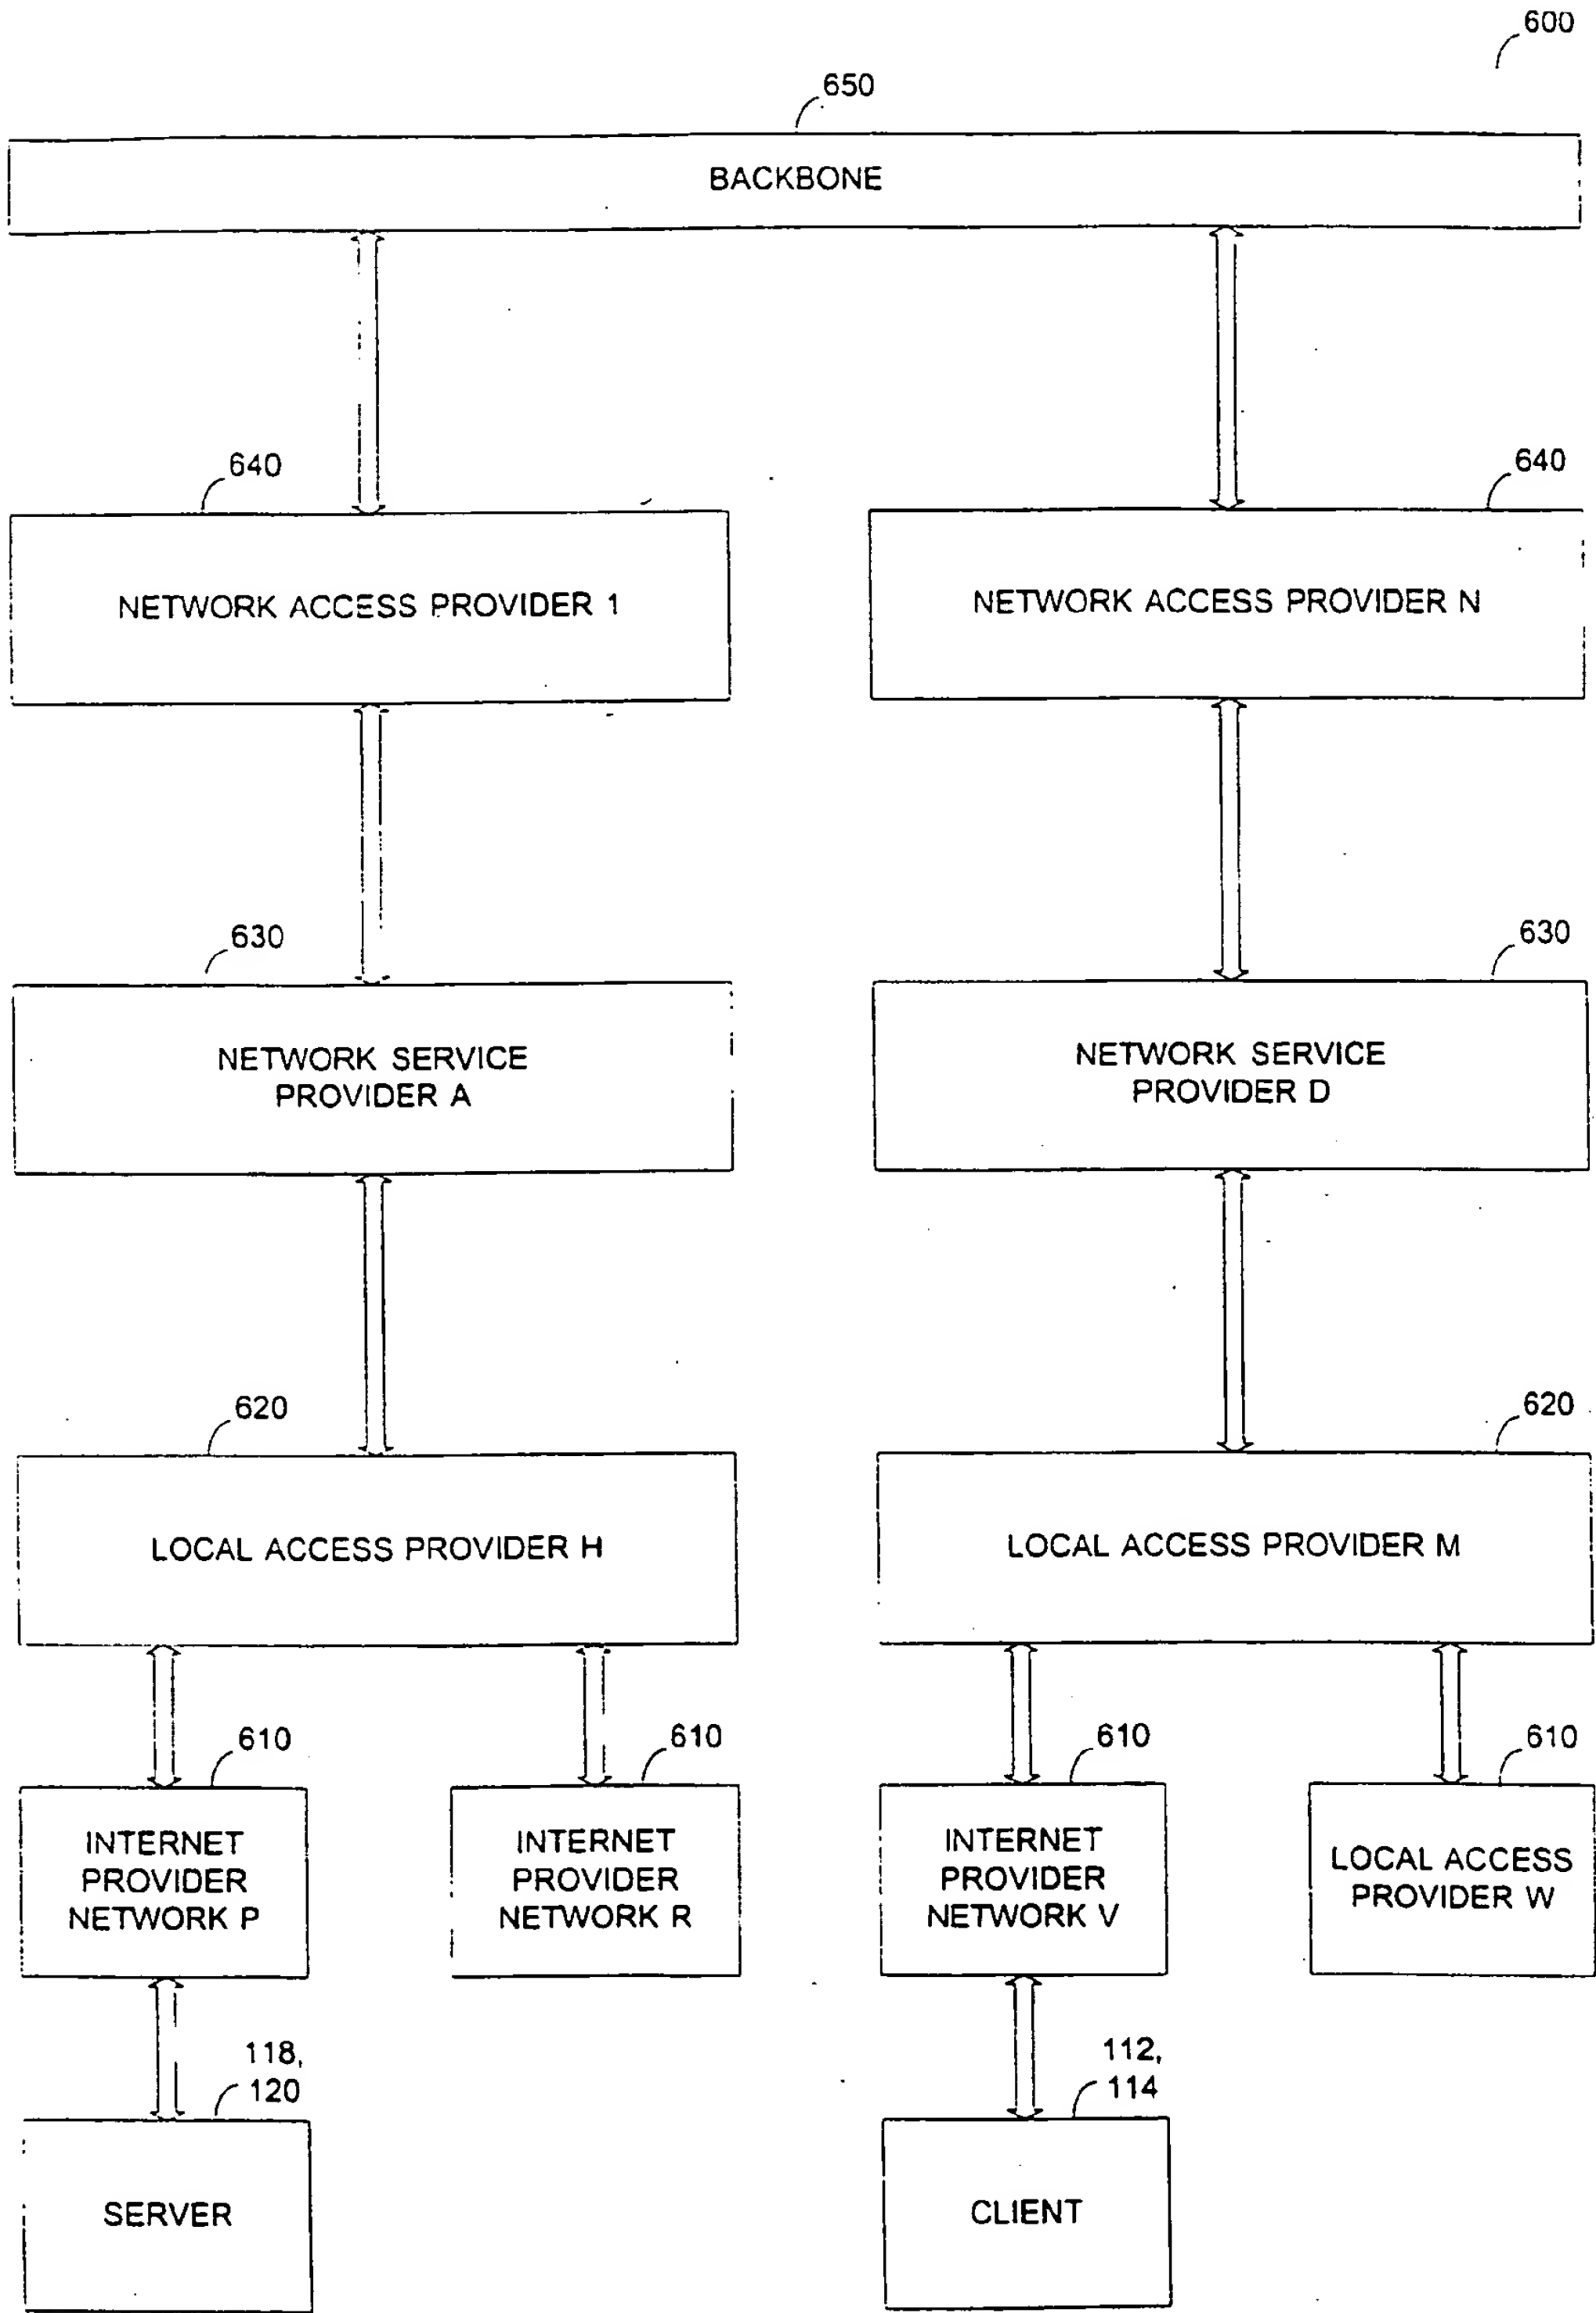 600
650
BACKBONE
640
640
NETWORK ACCESS PROVIDER 1
NETWORK ACCESS PROVIDER N
630
630
NETWORK SERVICE
PROVIDER A
NETWORK SERVICE
PROVIDER D
620
620
LOCAL ACCESS PROVIDER H
LOCAL ACCESS PROVIDER M
610
610
610
610
INTERNET
PROVIDER
NETWORK P
INTERNET
PROVIDER
NETWORK R
INTERNET
PROVIDER
NETWORK V
LOCAL ACCESS
PROVIDER W
118,
120
112,
114
SERVER
CLIENT